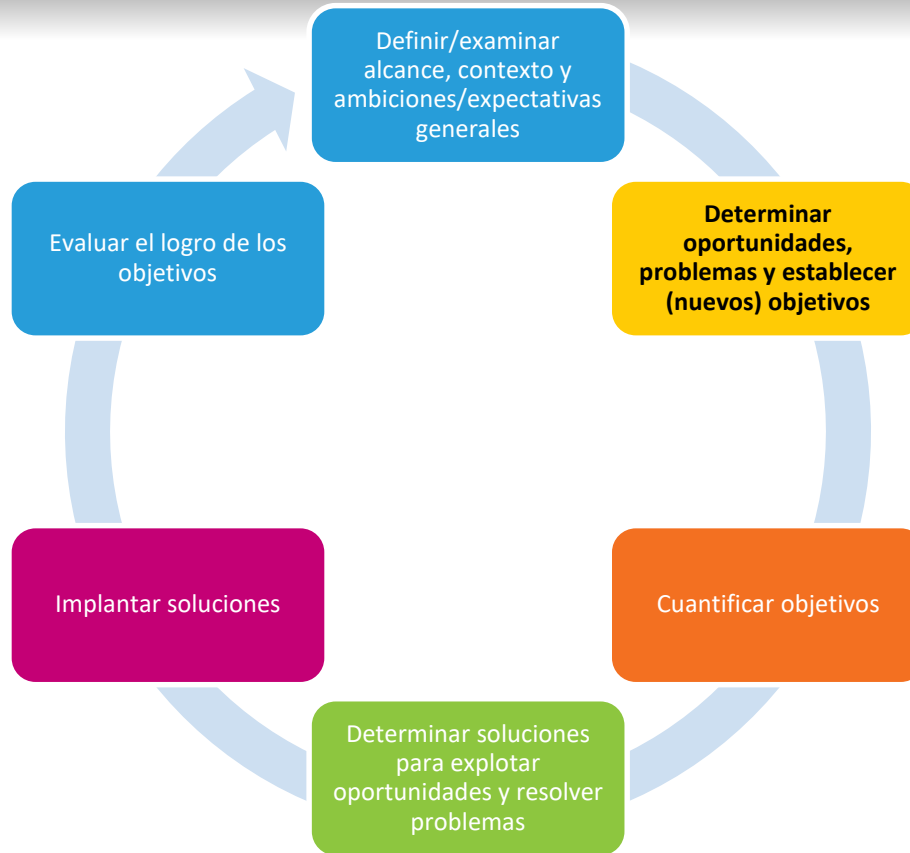 Definir/examinar
alcance, contexto y
ambiciones/expectativas
generales
Determinar
oportunidades,
problemas y establecer
(nuevos) objetivos
Cuantificar objetivos
Determinar soluciones
para explotar
oportunidades y resolver
problemas
Implantar soluciones
Evaluar el logro de los
objetivos